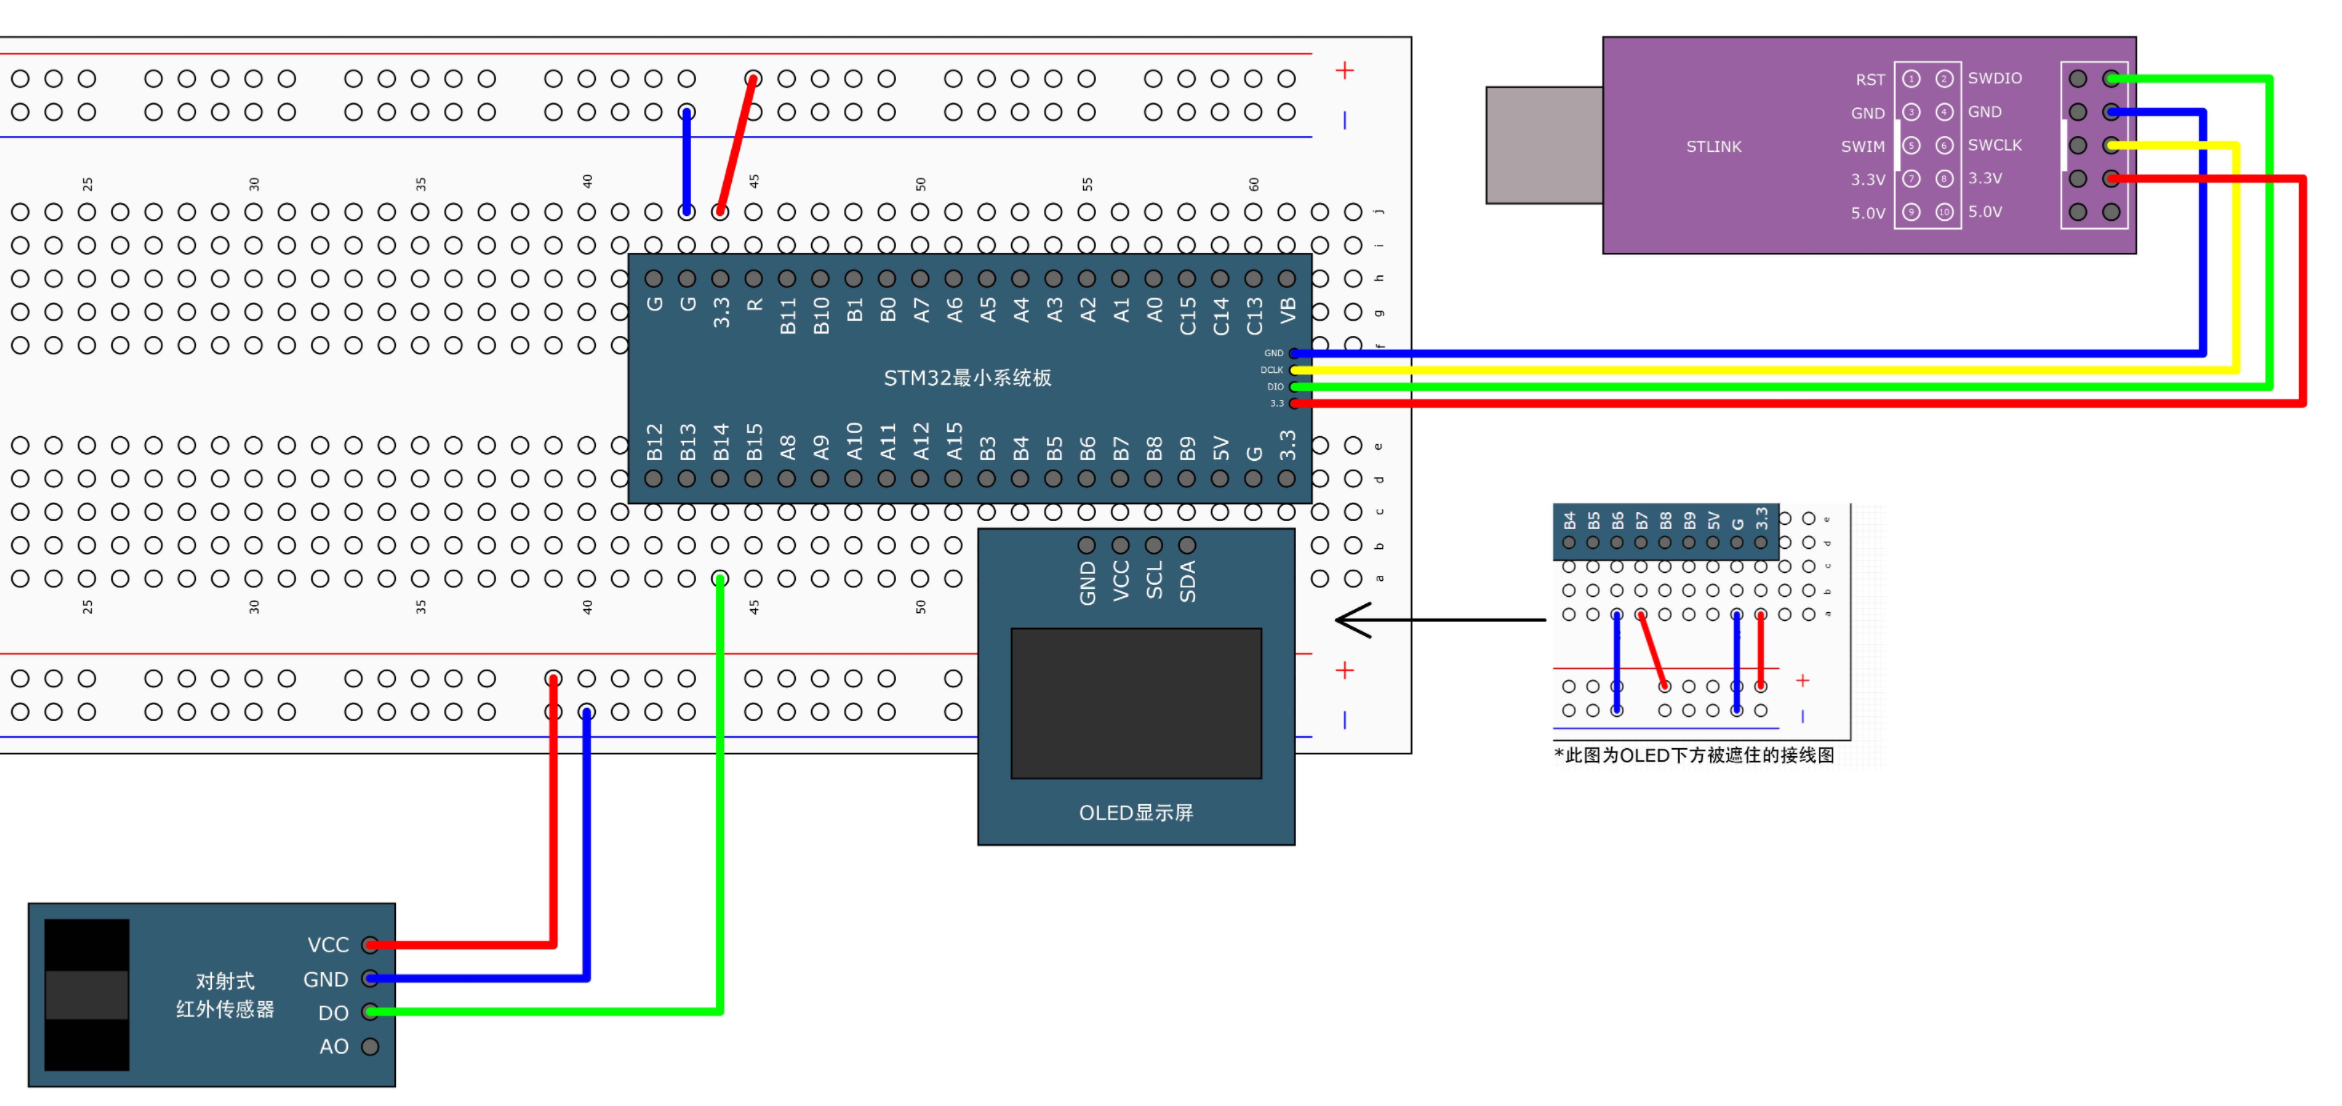 +
−
25 30 35 40 45 50 55 60
j
i
h
g
f
G G 3.3 R B11 B10 B1 B0 A7 A6 A5 A4 A3 A2 A1 A0 C15 C14 C13 VB
GND
DCLK
DIO
3.3
STM32最小系统板
B12 B13 B14 B15 A8 A9 A10 A11 A12 A15 B3 B4 B5 B6 B7 B8 B9 5V G 3.3
e
d
c
b
a
25 30 35 40 45 50
+
−
GND VCC SCL SDA
OLED显示屏
STLINK
RST 1 2 SWDIO
GND 3 4 GND
SWIM 5 6 SWCLK
3.3V 7 8 3.3V
5.0V 9 10 5.0V
B4 B5 B6 B7 B8 B9 5V G 3.3
e
d
c
b
a
+
−
*此图为OLED下方被遮住的接线图
对射式
红外传感器
VCC
GND
DO
AO